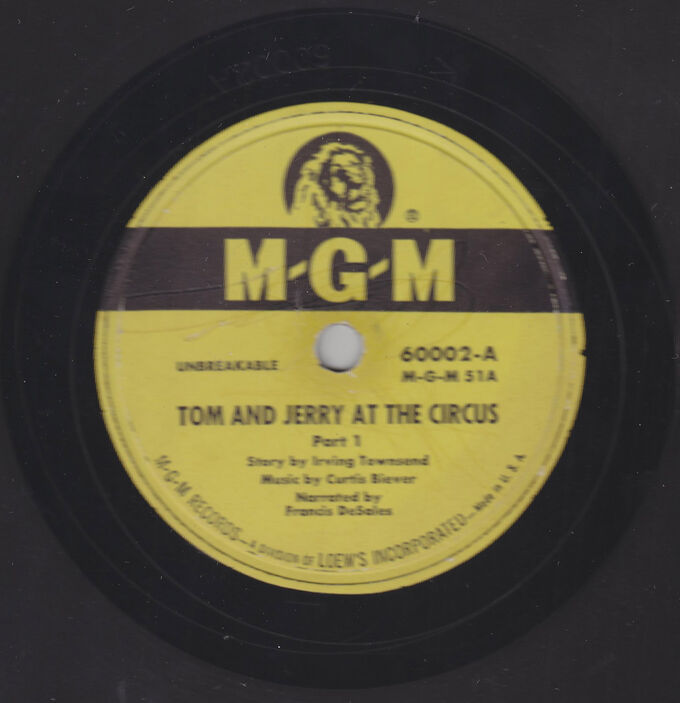 ®
M-G-M
UNBREAKABLE
60002-A
M-G-M 51A
TOM AND JERRY AT THE CIRCUS
Part 1
Story by Irving Townsend
Music by Curtis Biever
Narrated by
Francis DeSales
M-G-M RECORDS—A DIVISION OF LOEW'S INCORPORATED—Made in U.S.A.